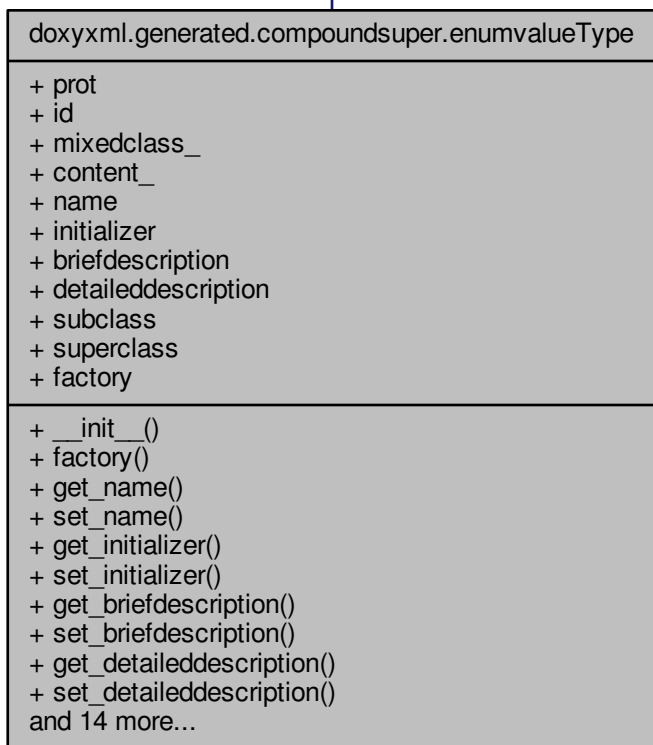 doxyxml.generated.compoundsuper.enumvalueType
+ prot
+ id
+ mixedclass_
+ content_
+ name
+ initializer
+ briefdescription
+ detaileddescription
+ subclass
+ superclass
+ factory
+ __init__()
+ factory()
+ get_name()
+ set_name()
+ get_initializer()
+ set_initializer()
+ get_briefdescription()
+ set_briefdescription()
+ get_detaileddescription()
+ set_detaileddescription()
and 14 more...